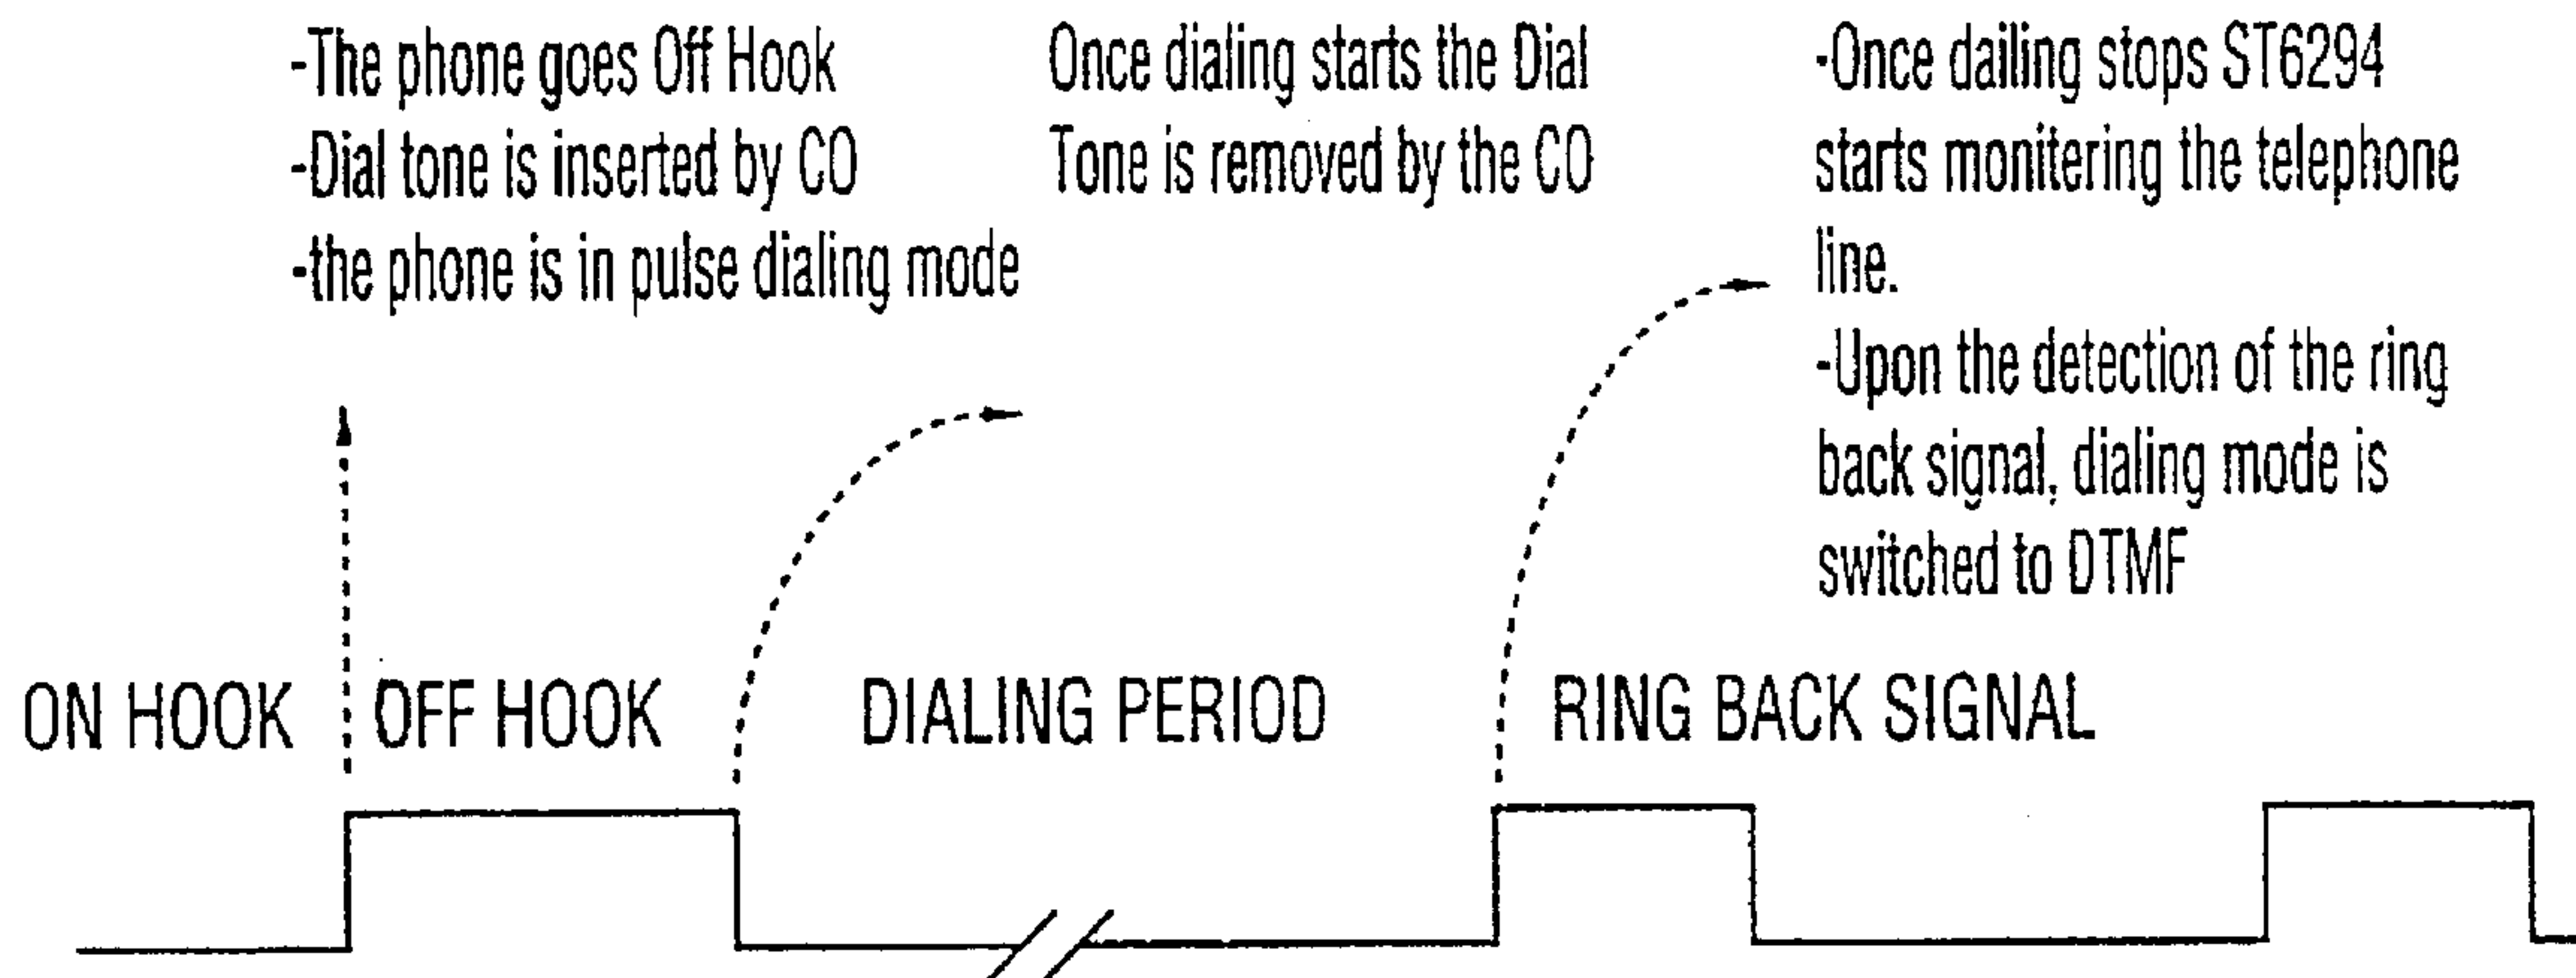 -The phone goes Off Hook
-Dial tone is inserted by CO
-the phone is in pulse dialing mode
Once dialing starts the Dial
Tone is removed by the CO
-Once dailing stops ST6294
starts monitering the telephone
line.
-Upon the detection of the ring
back signal, dialing mode is
switched to DTMF
ON HOOK
OFF HOOK
DIALING PERIOD
RING BACK SIGNAL